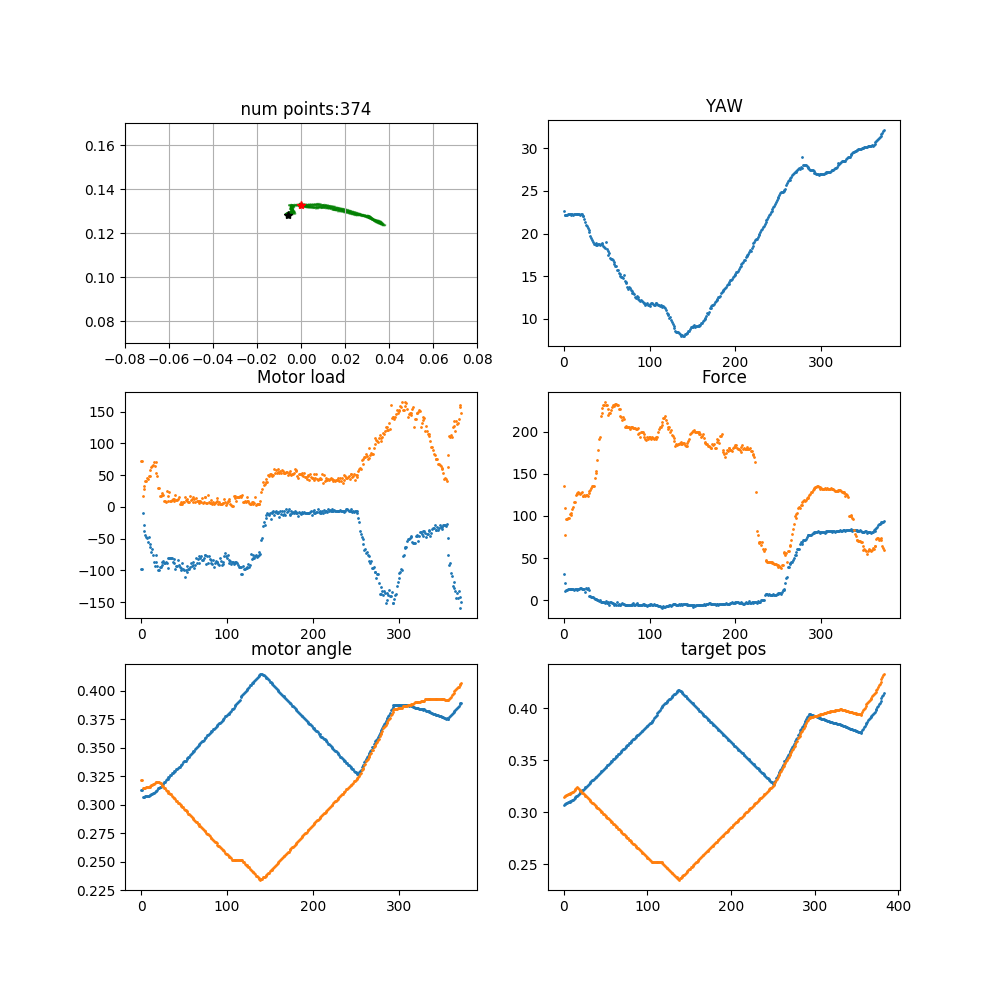 num points:374
0.16
0.14
0.12
0.10
0.08
−0.08 −0.06 −0.04 −0.02 0.00 0.02 0.04 0.06 0.08
YAW
30
25
20
15
10
0 100 200 300
Motor load
150
100
50
0
−50
−100
−150
0 100 200 300
Force
200
150
100
50
0
0 100 200 300
motor angle
0.400
0.375
0.350
0.325
0.300
0.275
0.250
0.225
0 100 200 300
target pos
0.40
0.35
0.30
0.25
0 100 200 300 400